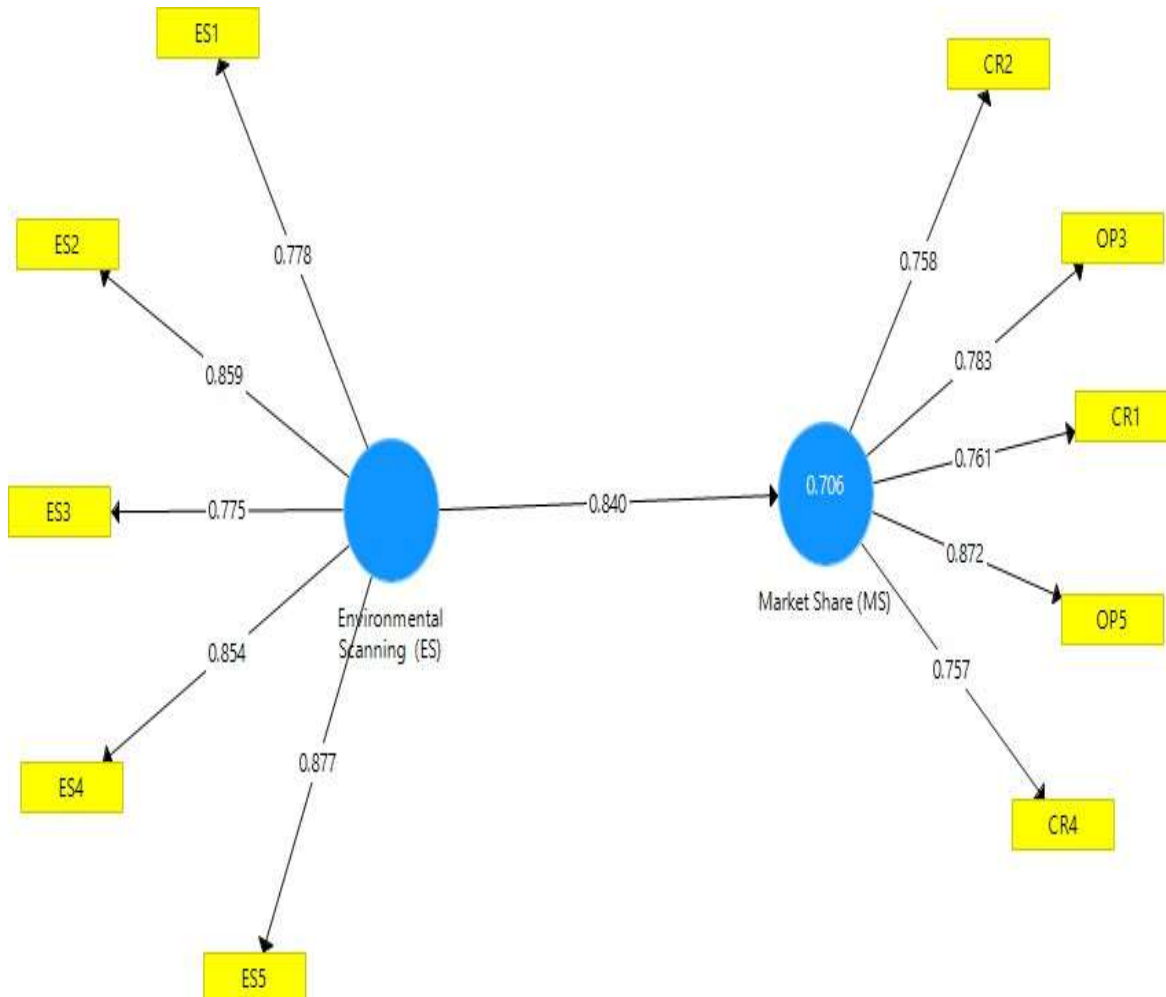 ES1
CR2
ES2
OP3
0.778
0.758
0.859
0.783
CR1
0.761
ES3
0.775
0.840
0.706
0.872
Market Share (MS)
OP5
Environmental
Scanning (ES)
0.854
0.757
0.877
ES4
CR4
ES5